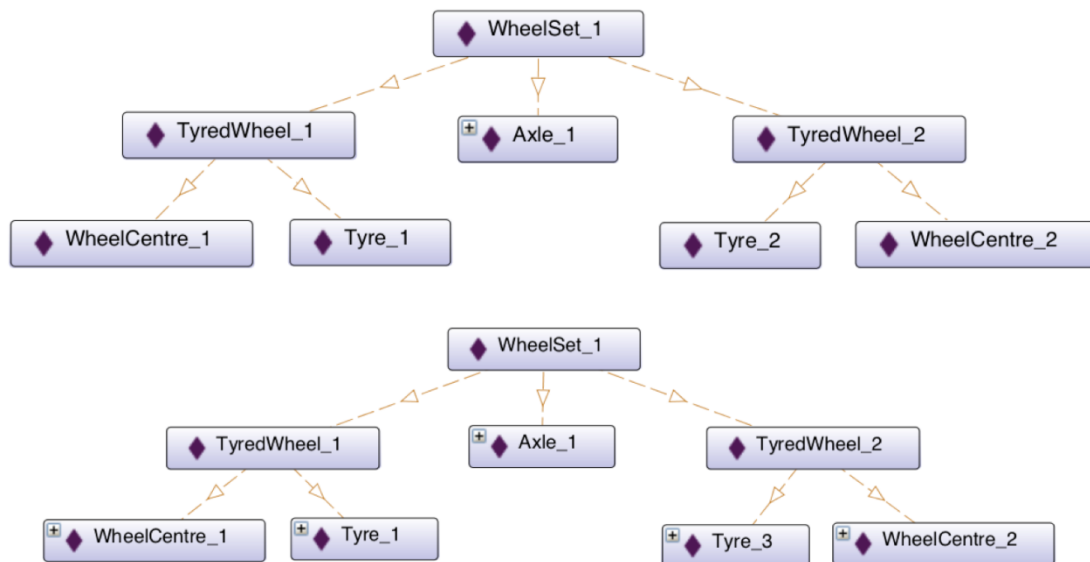 WheelSet_1
TyredWheel_1
Axle_1
TyredWheel_2
WheelCentre_1
Tyre_1
Tyre_2
WheelCentre_2
WheelSet_1
TyredWheel_1
Axle_1
TyredWheel_2
WheelCentre_1
Tyre_1
Tyre_3
WheelCentre_2